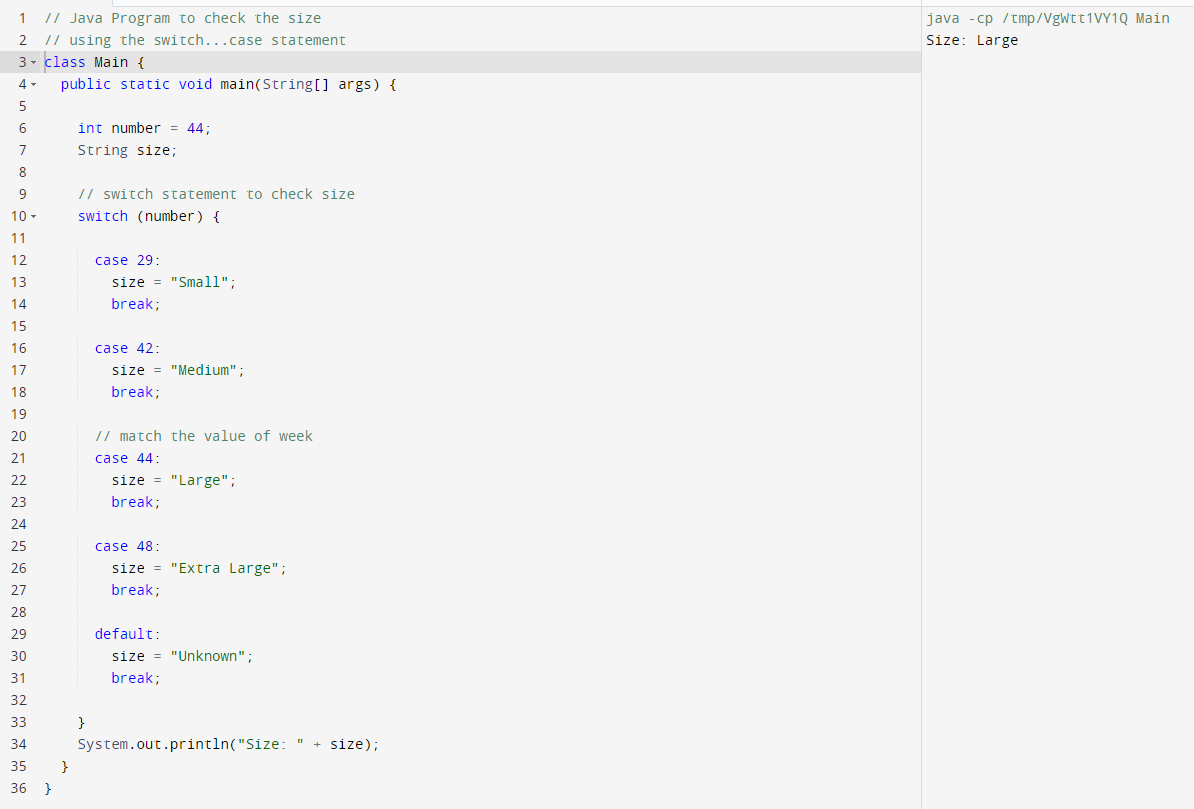 1 // Java Program to check the size
2 // using the switch...case statement
3 class Main {
4 public static void main(String[] args) {
5
6 int number = 44;
7 String size;
8
9 // switch statement to check size
10 switch (number) {
11
12 case 29:
13 size = "Small";
14 break;
15
16 case 42:
17 size = "Medium";
18 break;
19
20 // match the value of week
21 case 44:
22 size = "Large";
23 break;
24
25 case 48:
26 size = "Extra Large";
27 break;
28
29 default:
30 size = "Unknown";
31 break;
32
33 }
34 System.out.println("Size: " + size);
35 }
36 }
java -cp /tmp/VgWtt1VY1Q Main
Size: Large